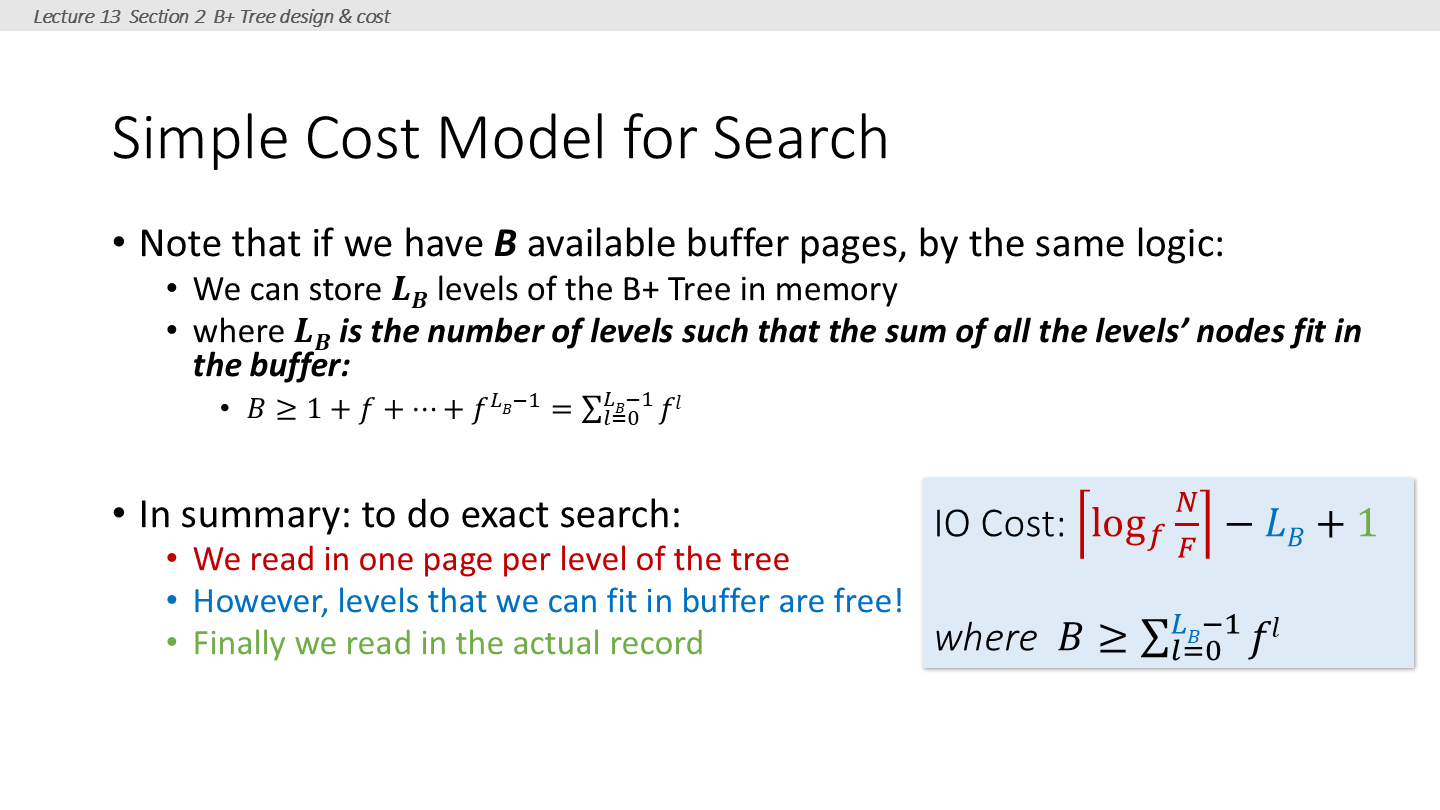 Lecture 13 Section 2 B+ Tree design & cost
Simple Cost Model for Search
• Note that if we have B available buffer pages, by the same logic:
• We can store L_B levels of the B+ Tree in memory
• where L_B is the number of levels such that the sum of all the levels’ nodes fit in
the buffer:
• B ≥ 1 + f + ⋯ + f^{L_B−1} = ∑_{l=0}^{L_B−1} f^l
• In summary: to do exact search:
• We read in one page per level of the tree
• However, levels that we can fit in buffer are free!
• Finally we read in the actual record
IO Cost: ⌈log_f N/F⌉ − L_B + 1
where B ≥ ∑_{l=0}^{L_B−1} f^l